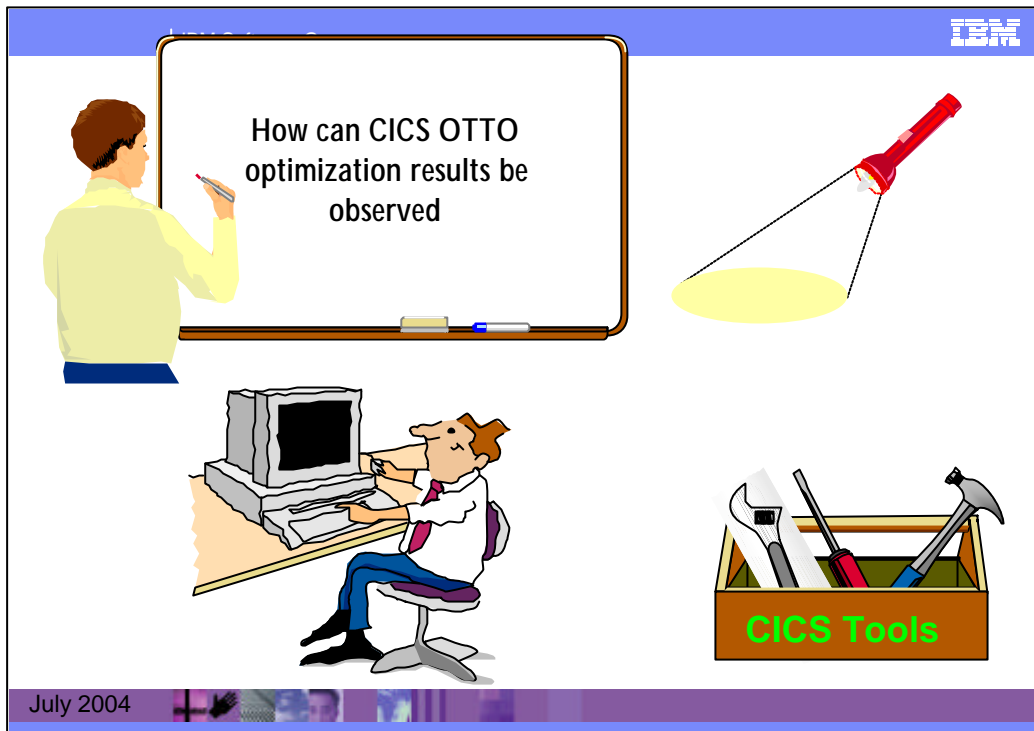 IBM
How can CICS OTTO
optimization results be
observed
CICS Tools
July 2004